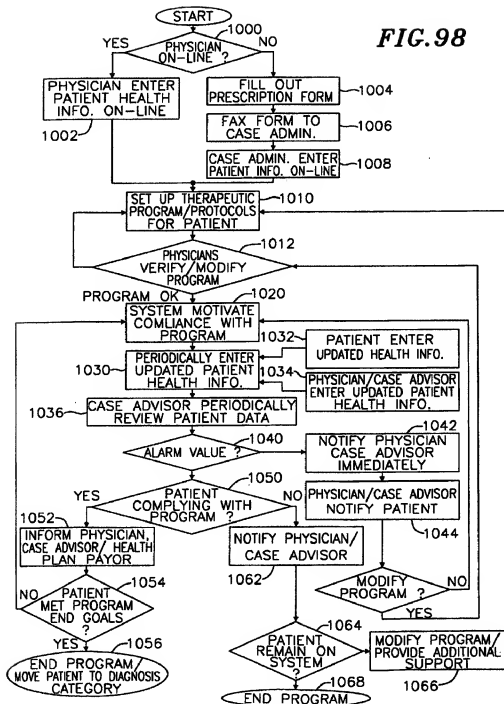 START
1000
YES
PHYSICIAN
ON-LINE ?
NO
FIG.98
PHYSICIAN ENTER
PATIENT HEALTH
INFO. ON-LINE
1002
FILL OUT
PRESCRIPTION FORM
1004
FAX FORM TO
CASE ADMIN.
1006
CASE ADMIN. ENTER
PATIENT INFO. ON-LINE
1008
SET UP THERAPEUTIC
PROGRAM/PROTOCOLS
FOR PATIENT
1010
PHYSICIANS
VERIFY/MODIFY
PROGRAM
1012
PROGRAM OK
1020
SYSTEM MOTIVATE
COMLIANCE WITH
PROGRAM
1032
PATIENT ENTER
UPDATED HEALTH INFO.
1030
PERIODICALLY ENTER
UPDATED PATIENT
HEALTH INFO.
1034
PHYSICIAN/CASE ADVISOR
ENTER UPDATED PATIENT
HEALTH INFO.
1036
CASE ADVISOR PERIODICALLY
REVIEW PATIENT DATA
1040
ALARM VALUE ?
1042
NOTIFY PHYSICIAN
CASE ADVISOR
IMMEDIATELY
1050
YES
PATIENT
COMPLYING WITH
PROGRAM ?
NO
PHYSICIAN/CASE ADVISOR
NOTIFY PATIENT
1044
1052
INFORM PHYSICIAN,
CASE ADVISOR/ HEALTH
PLAN PAYOR
NOTIFY PHYSICIAN/
CASE ADVISOR
1062
MODIFY
PROGRAM ?
NO
YES
1054
NO
PATIENT
MET PROGRAM
END GOALS
?
YES
1056
END PROGRAM/
MOVE PATIENT TO DIAGNOSIS
CATEGORY
1064
PATIENT
REMAIN ON
SYSTEM
?
MODIFY PROGRAM/
PROVIDE ADDITIONAL
SUPPORT
1066
1068
END PROGRAM